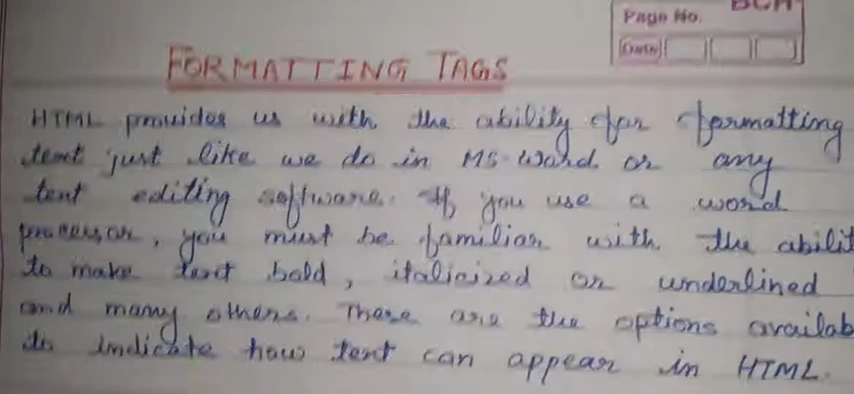 BCH
Page No.
Date
FORMATTING TAGS
HTML provides us with the ability for formatting
text just like we do in MS-Word or any
text editing software. If you use a word
processor, you must be familiar with the abilit
to make text bold, italicized or underlined
and many others. These are the options availab
to indicate how text can appear in HTML.